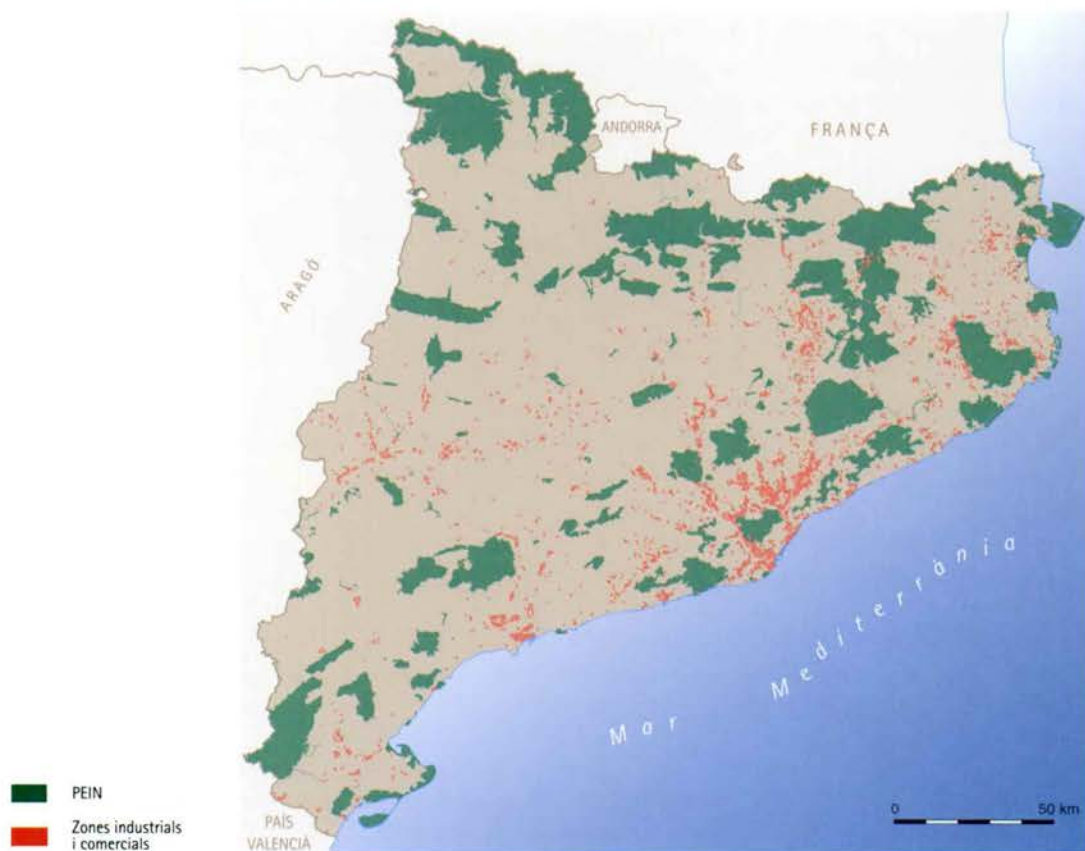 ANDORRA
FRANÇA
ARAGÓ
Mar Mediterrània
PEIN
Zones industrials
i comercials
PAÍS
VALENCIÀ
0 50 km